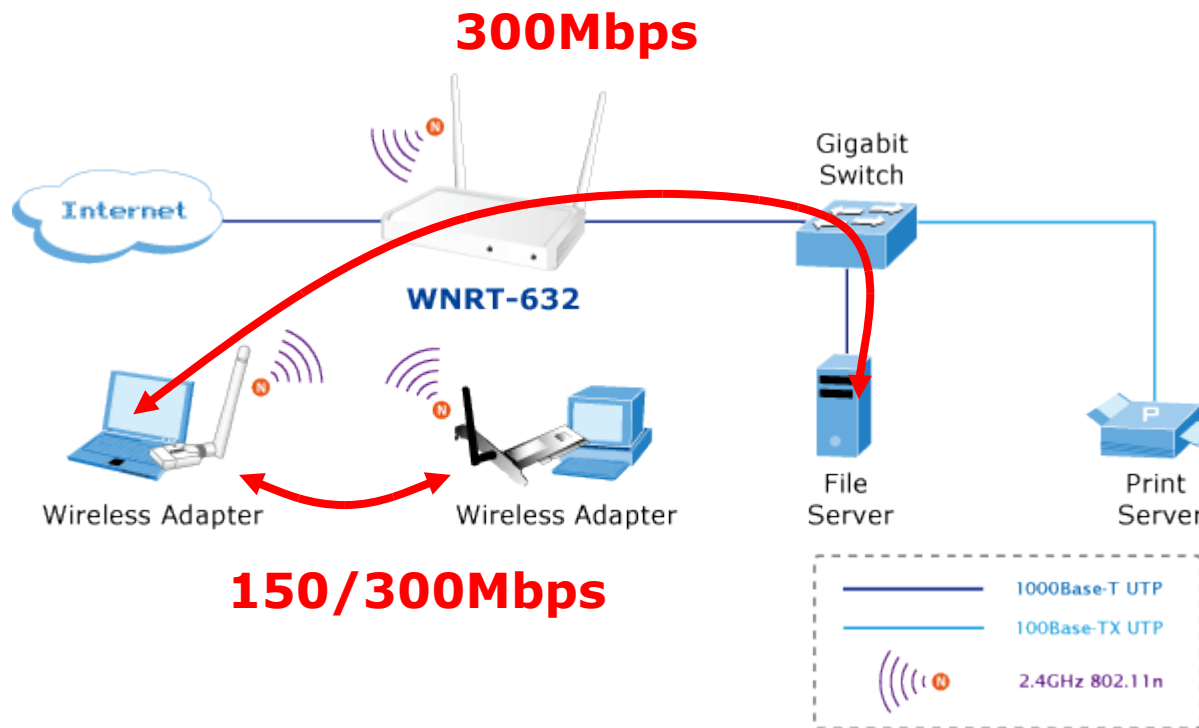 300Mbps
N
Gigabit
Switch
Internet
WNRT-632
N
N
P
Wireless Adapter
Wireless Adapter
File
Server
Print
Server
150/300Mbps
1000Base-T UTP
100Base-TX UTP
N
2.4GHz 802.11n